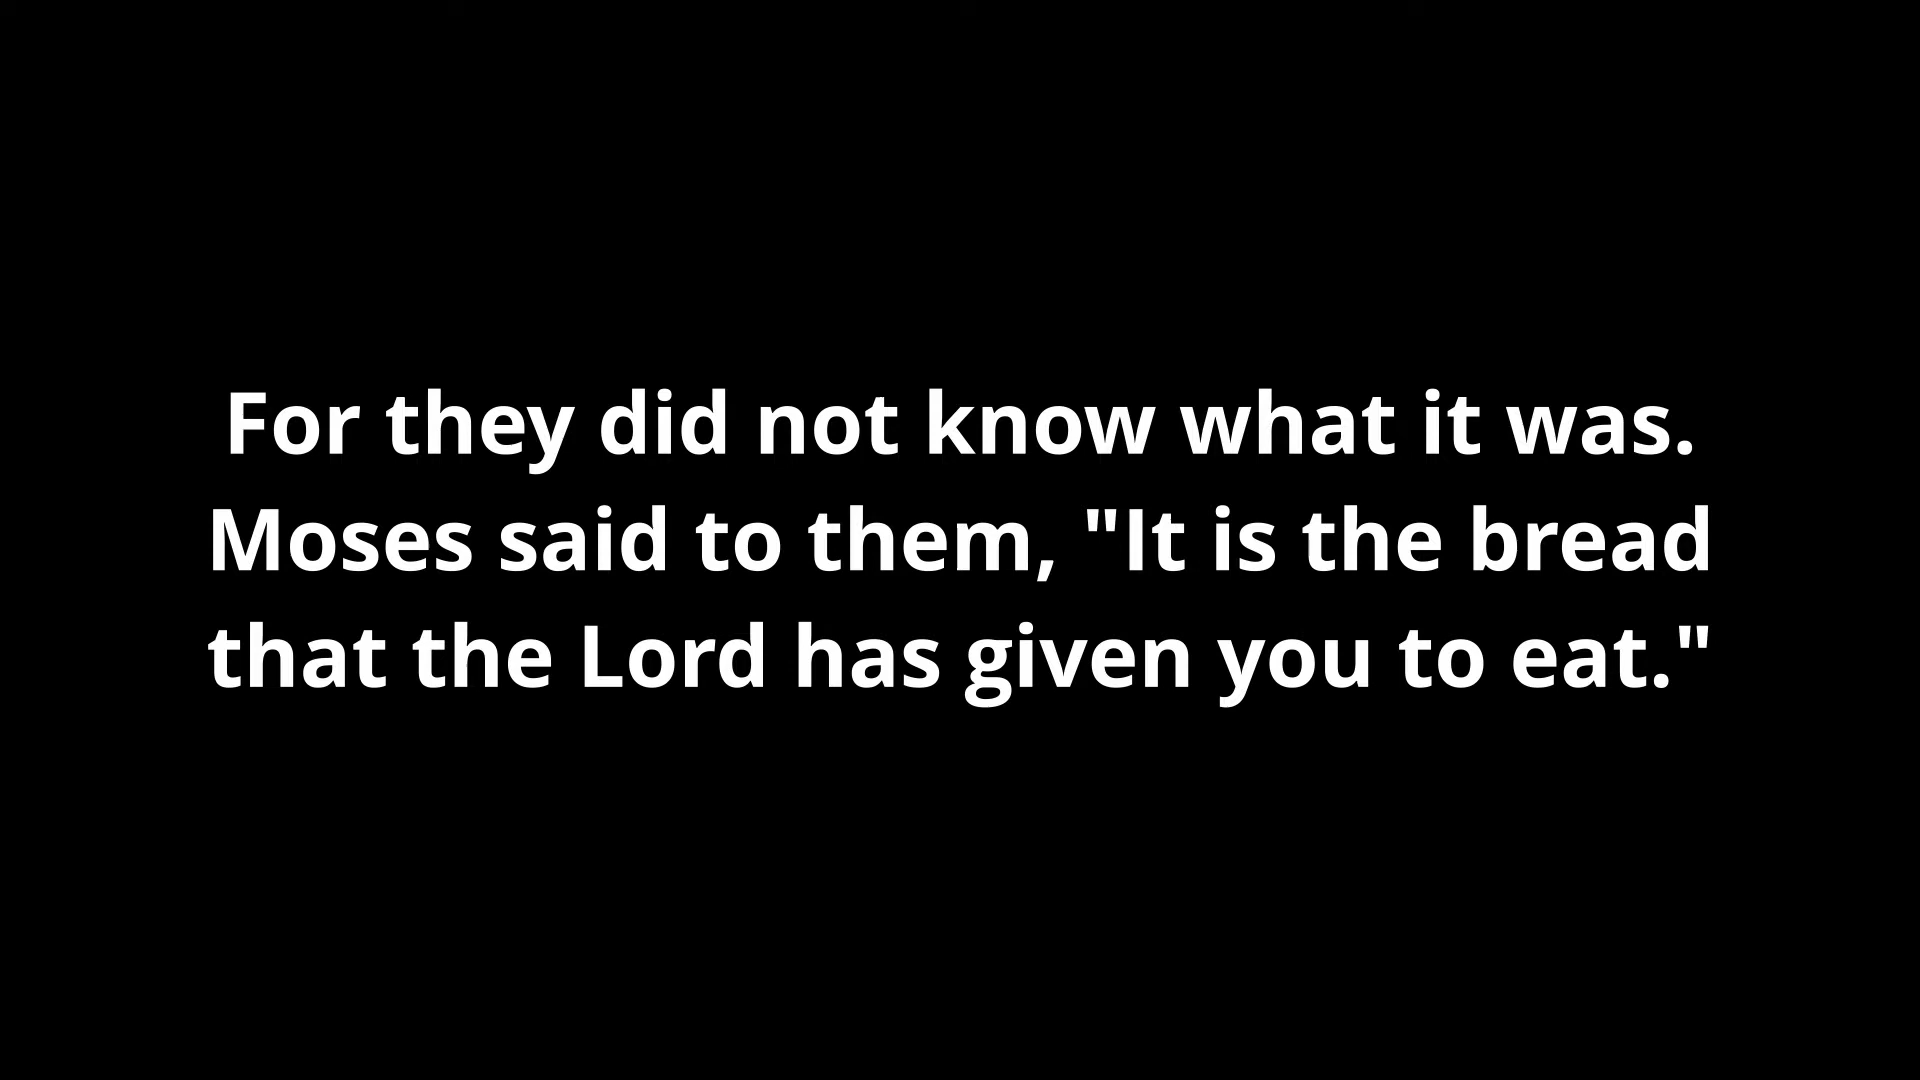 For they did not know what it was.
Moses said to them, "It is the bread
that the Lord has given you to eat."